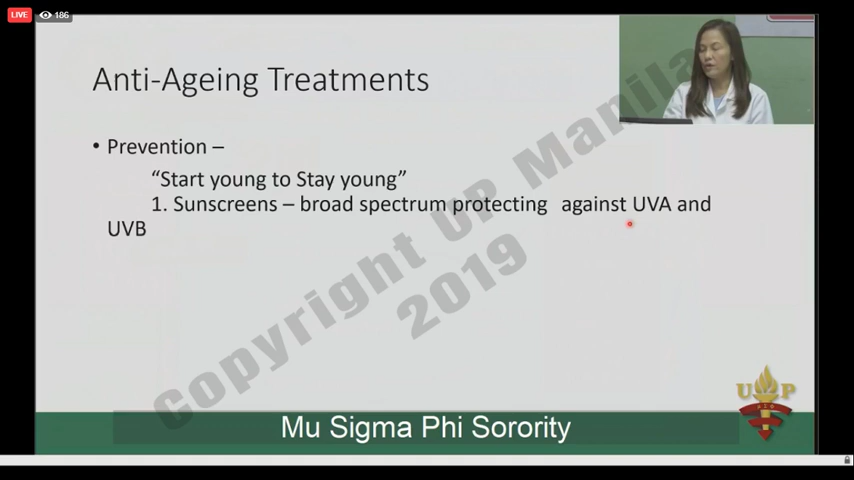 LIVE 186
Anti-Ageing Treatments
• Prevention –
“Start young to Stay young”
1. Sunscreens – broad spectrum protecting against UVA and
UVB
Copyright UP Manila
2019
U P
ΜΣΦ
Mu Sigma Phi Sorority